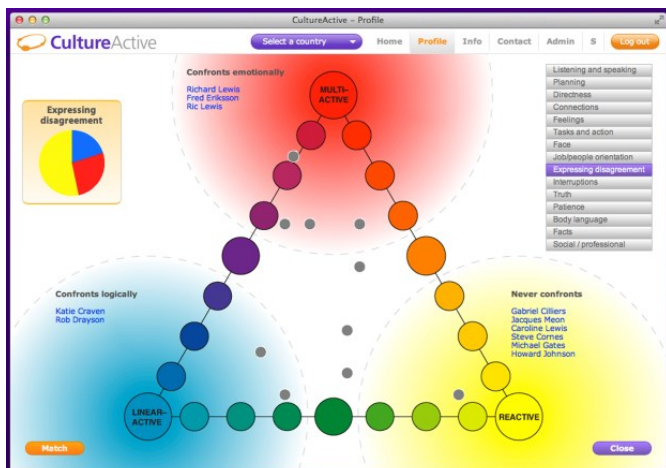 CultureActive – Profile
CultureActive
Select a country
Home
Profile
Info
Contact
Admin
S
Log out
Confronts emotionally
Richard Lewis
Fred Eriksson
Ric Lewis
MULTI-
ACTIVE
Expressing
disagreement
Listening and speaking
Planning
Directness
Connections
Feelings
Tasks and action
Face
Job/people orientation
Expressing disagreement
Interruptions
Truth
Patience
Body language
Facts
Social / professional
Confronts logically
Katie Craven
Rob Drayson
Never confronts
Gabriel Cilliers
Jacques Meon
Caroline Lewis
Steve Cornes
Michael Gates
Howard Johnson
LINEAR-
ACTIVE
REACTIVE
Match
Close